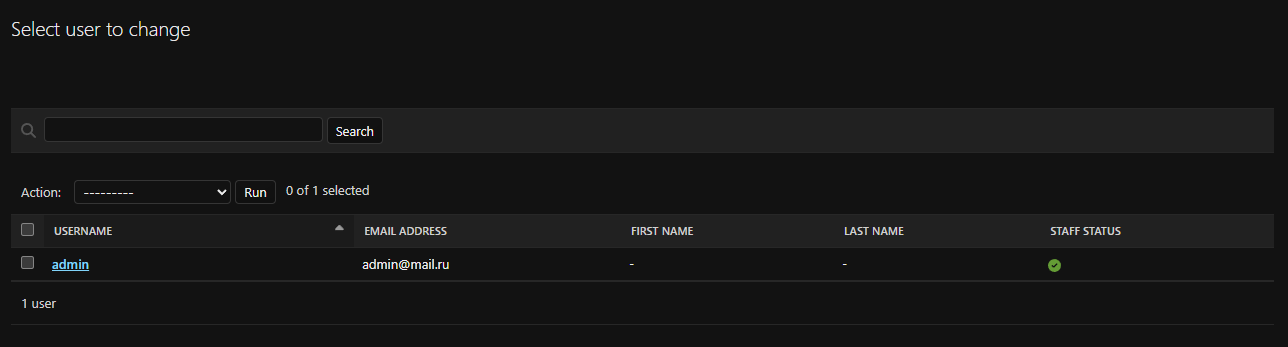 Select user to change
Search
Action: --------- Run 0 of 1 selected
USERNAME EMAIL ADDRESS FIRST NAME LAST NAME STAFF STATUS
admin admin@mail.ru - -
1 user